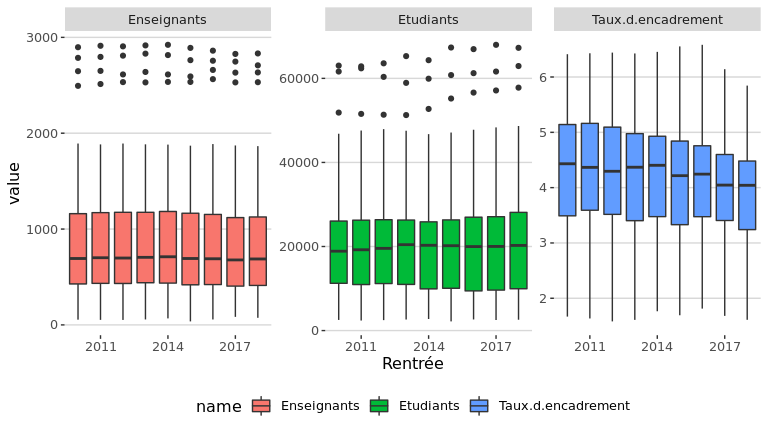 Enseignants Etudiants Taux.d.encadrement
value
3000
2000
1000
0
60000
40000
20000
0
6
5
4
3
2
2011 2014 2017 2011 2014 2017 2011 2014 2017
Rentrée
name Enseignants Etudiants Taux.d.encadrement